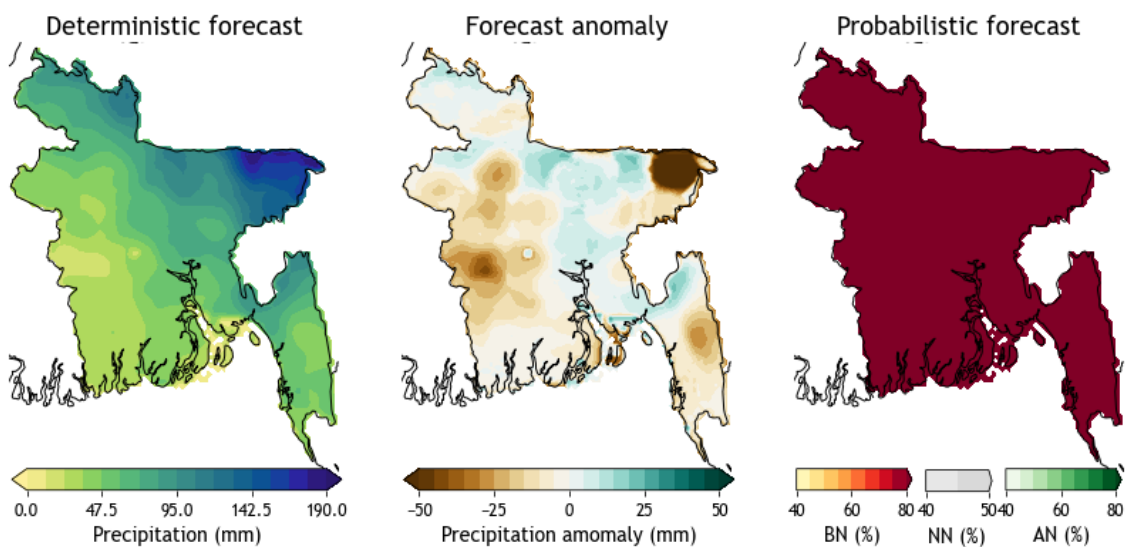 Deterministic forecast
Forecast anomaly
Probabilistic forecast
0.0 47.5 95.0 142.5 190.0
Precipitation (mm)
−50 −25 0 25 50
Precipitation anomaly (mm)
40 60 80
BN (%)
40 50
NN (%)
40 60 80
AN (%)